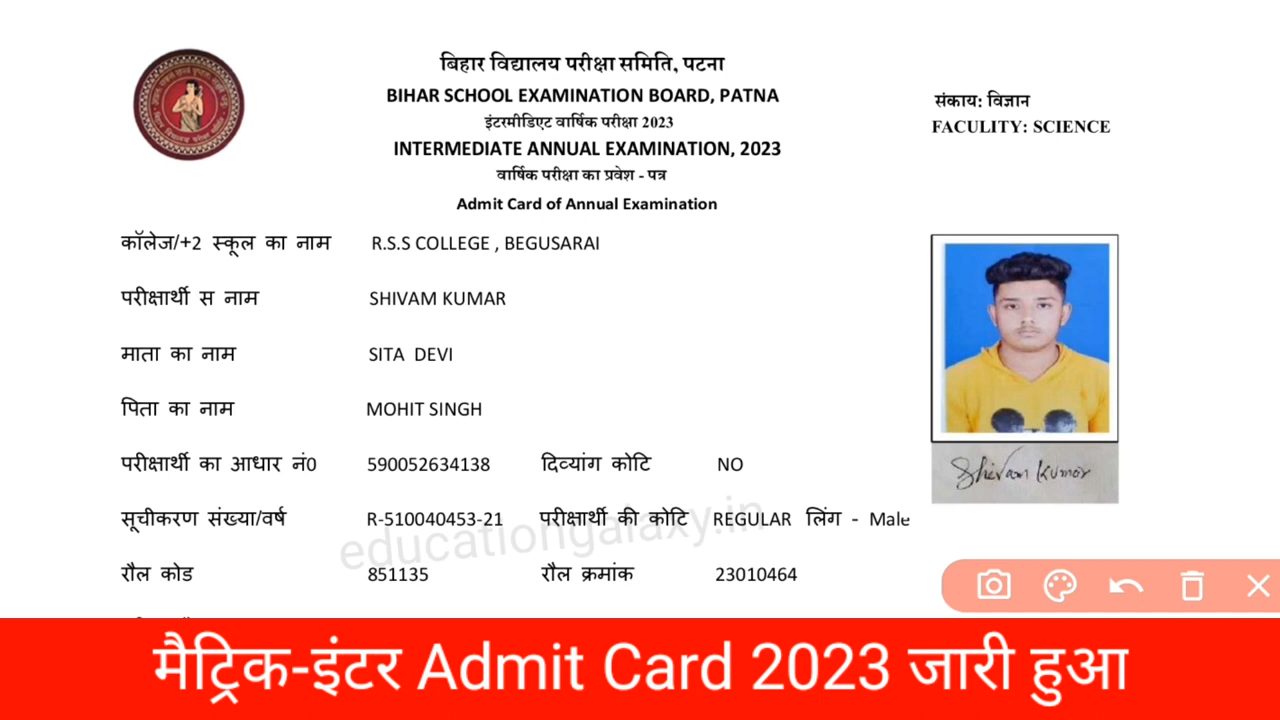 बिहार विद्यालय परीक्षा समिति, पटना
BIHAR SCHOOL EXAMINATION BOARD, PATNA
इंटरमीडिएट वार्षिक परीक्षा 2023
INTERMEDIATE ANNUAL EXAMINATION, 2023
वार्षिक परीक्षा का प्रवेश - पत्र
Admit Card of Annual Examination
संकाय: विज्ञान
FACULITY: SCIENCE
कॉलेज/+2 स्कूल का नाम R.S.S COLLEGE , BEGUSARAI
परीक्षार्थी स नाम SHIVAM KUMAR
माता का नाम SITA DEVI
पिता का नाम MOHIT SINGH
परीक्षार्थी का आधार नं0 590052634138 दिव्यांग कोटि NO
Shivam Kumar
सूचीकरण संख्या/वर्ष R-510040453-21 परीक्षार्थी की कोटि REGULAR लिंग - Male
educationgalaxy.in
रौल कोड 851135 रौल क्रमांक 23010464
मैट्रिक-इंटर Admit Card 2023 जारी हुआ